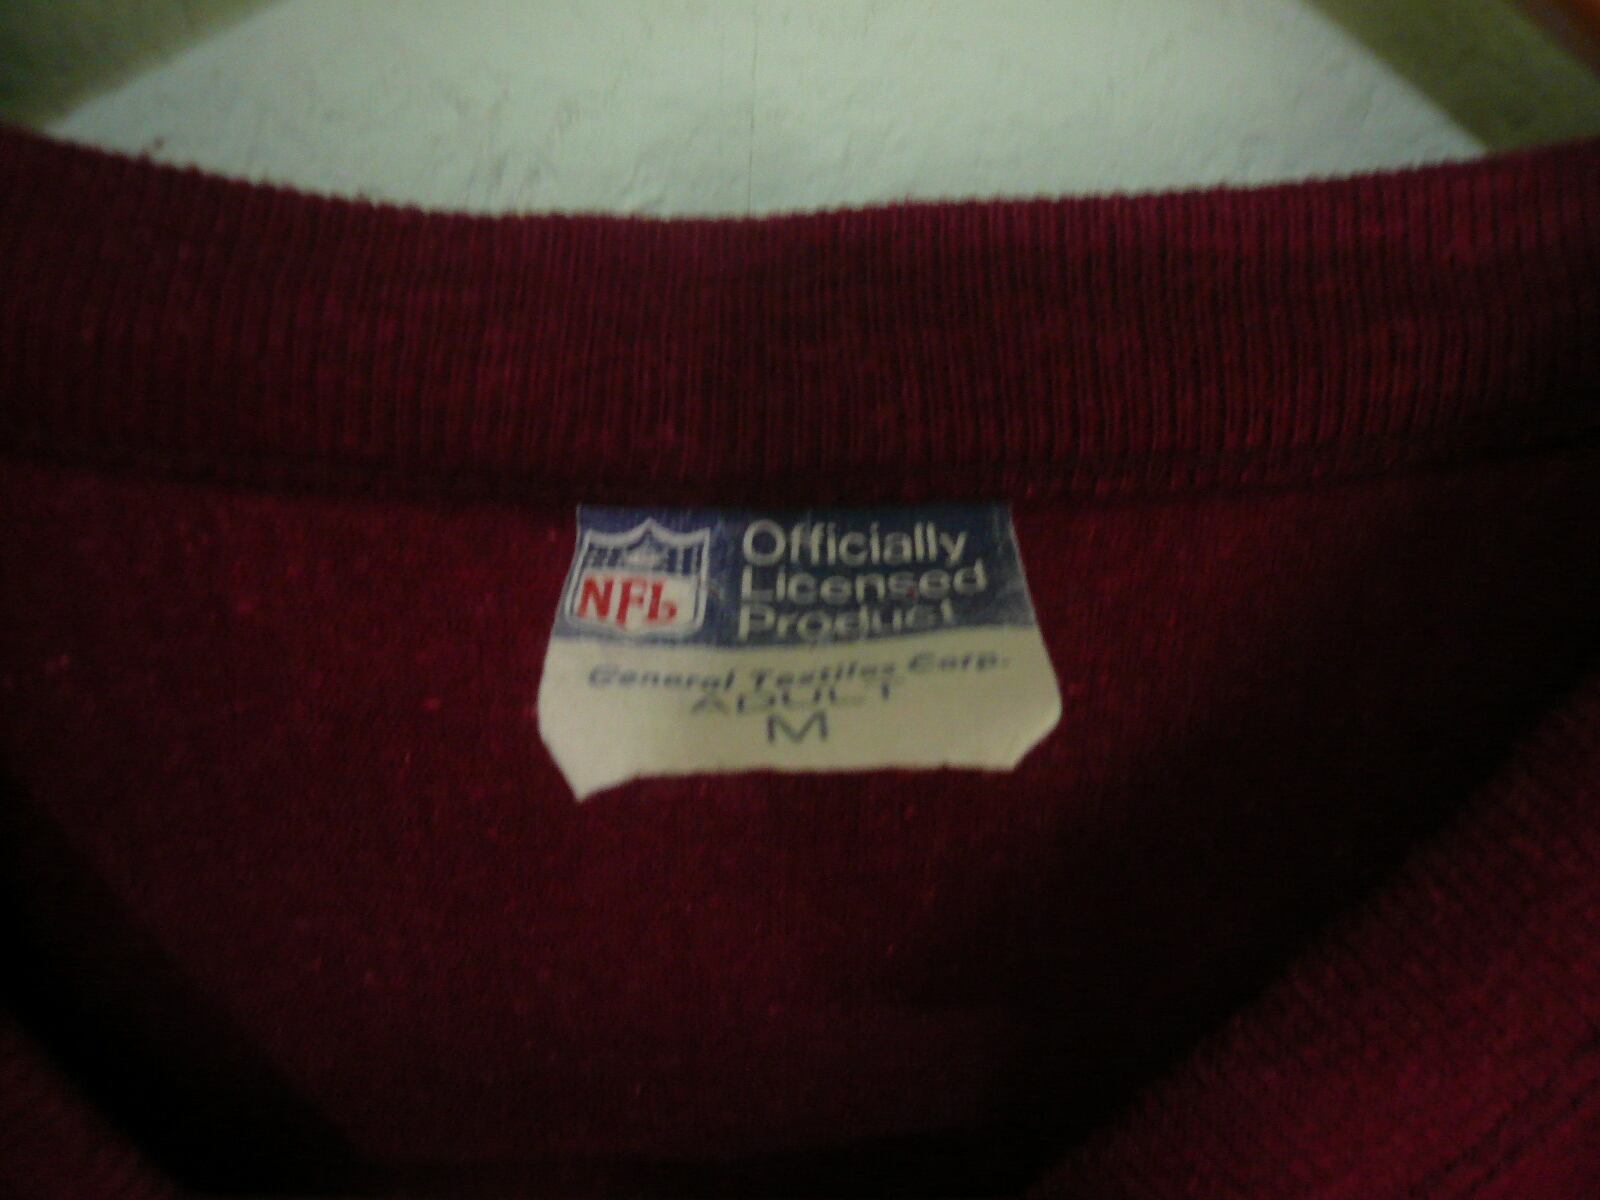 NFL
Officially
Licensed
Product
General Textiles Corp.
ADULT
M